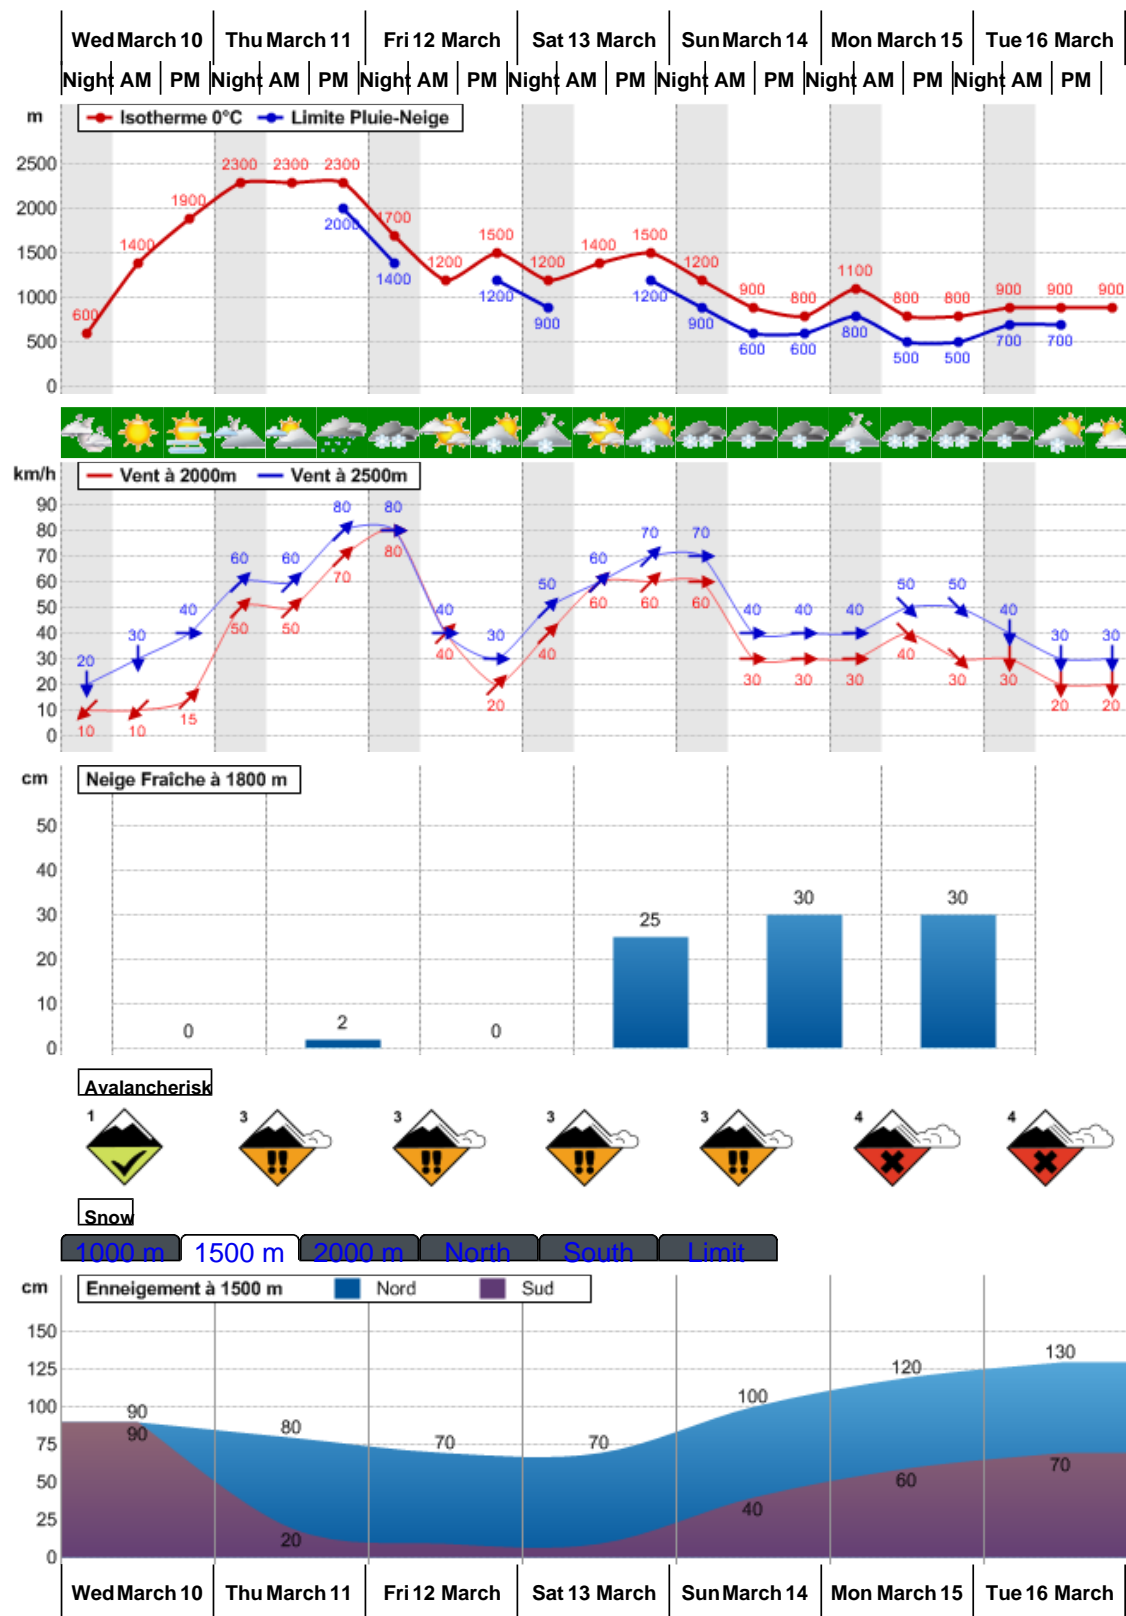 Wed March 10 Thu March 11 Fri 12 March Sat 13 March Sun March 14 Mon March 15 Tue 16 March
Night AM PM Night AM PM Night AM PM Night AM PM Night AM PM Night AM PM Night AM PM
m Isotherme 0°C Limite Pluie-Neige
2500 2300 2300 2300
2000 1900 2000 1700
1500 1400 1400 1500 1400 1500
1200 1200 1200 1200 1200 1100
1000 600 900 900 900 800 800 800 800 900 900 900
500 600 600 500 500 700 700
0
km/h Vent à 2000m Vent à 2500m
90 80 80
80 80 70 70
70 60 60 70 60
60 50 60 60 60 50 50
50 40 50 50 40 40 40 40 40
40 30 40 30 40 40 30 30
30 20 30 30 30 30 30
20 15 20 20 20
10 10 10
0
cm Neige Fraîche à 1800 m
50
40
30 25 30 30
20
10 0 2 0
0
Avalancherisk
1 3 3 3 3 4 4
Snow
1000 m 1500 m 2000 m North South Limit
cm Enneigement à 1500 m Nord Sud
150 130
125 120
100 90 100
75 90 80 70 70 70
50 60
25 20 40
0
Wed March 10 Thu March 11 Fri 12 March Sat 13 March Sun March 14 Mon March 15 Tue 16 March